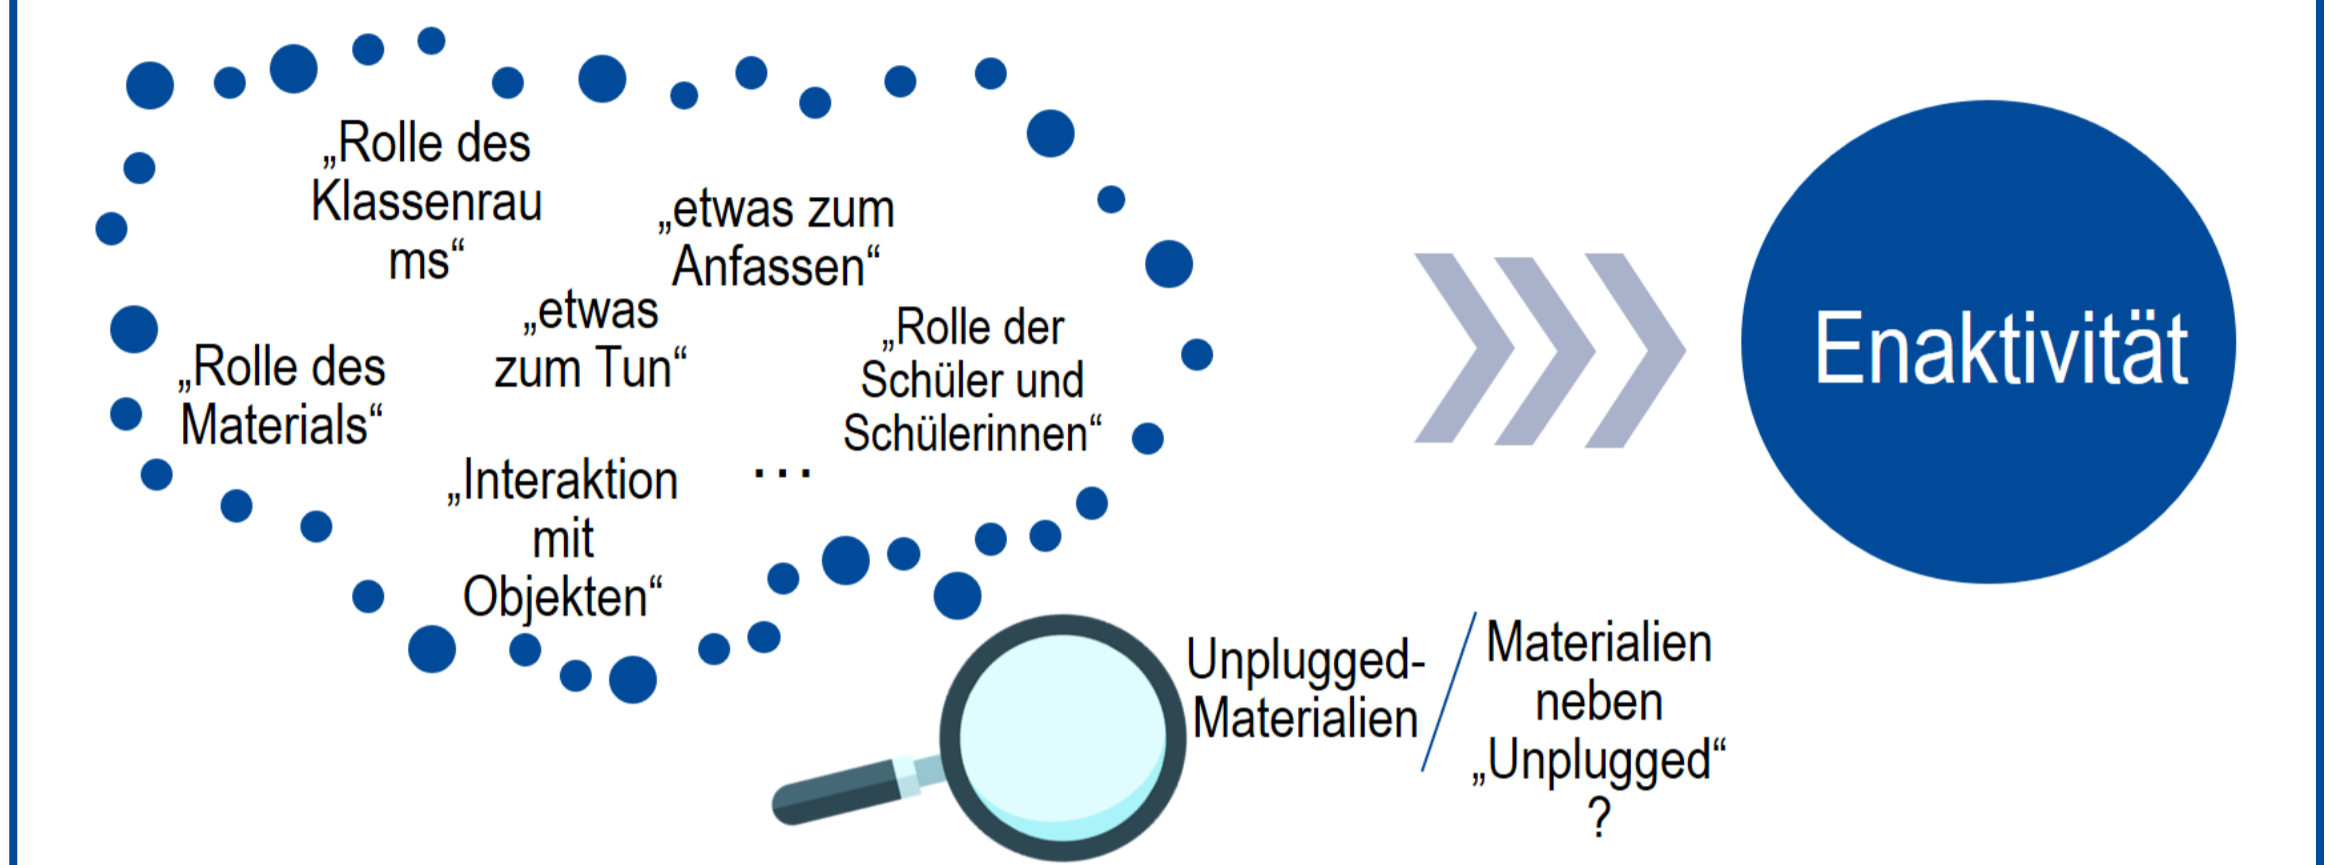 „Rolle des
Klassenrau
ms“
„etwas zum
Anfassen“
„etwas
zum Tun“
„Rolle der
Schüler und
Schülerinnen“
„Rolle des
Materials“
„Interaktion
mit
Objekten“
...
Enaktivität
Unplugged-
Materialien
Materialien
neben
„Unplugged“
?